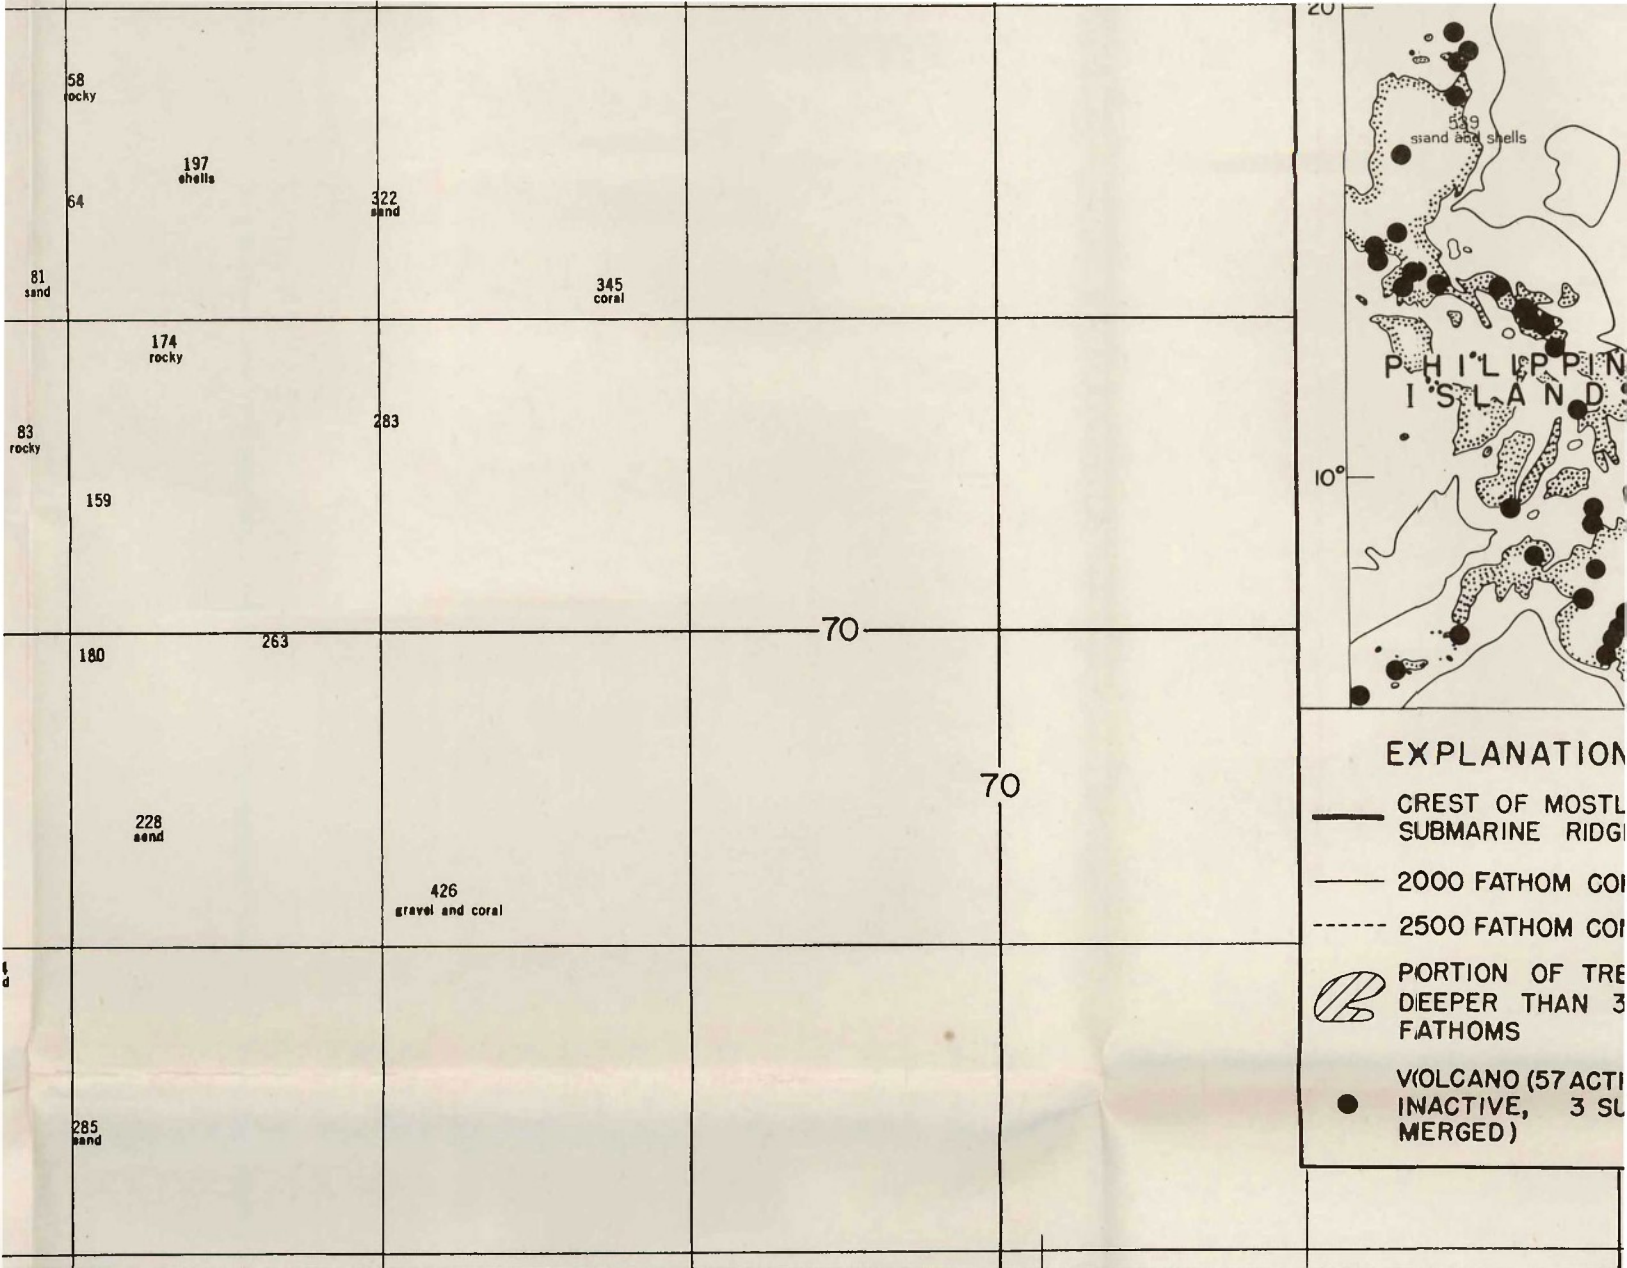 58
rocky
197
shells
64
322
sand
81
sand
345
coral
174
rocky
283
83
rocky
159
180
263
70
70
228
sand
426
gravel and coral
285
sand
20
539
sand and shells
PHILIPPIN
ISLANDS
10°
EXPLANATION
CREST OF MOSTL
SUBMARINE RIDG
2000 FATHOM CO
2500 FATHOM CO
PORTION OF TRE
DEEPER THAN 3
FATHOMS
VOLCANO (57 ACTI
INACTIVE, 3 SU
MERGED)